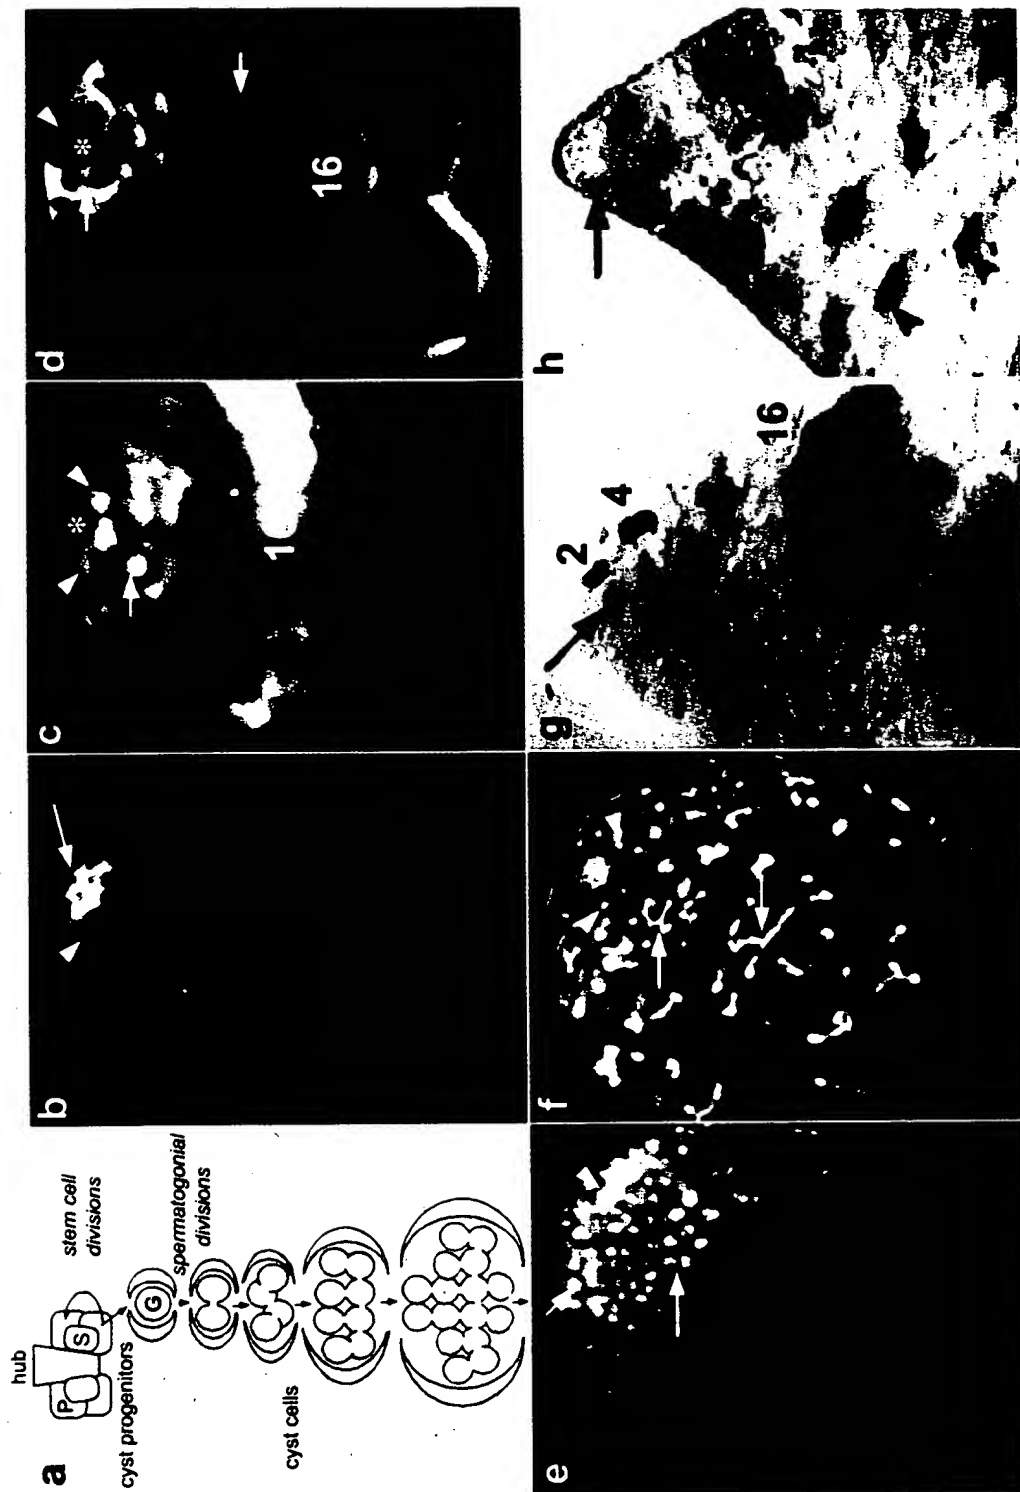 a
hub
P
S
stem cell
divisions
cyst progenitors
G
spermatogonial
divisions
cyst cells
b
c
*
1
d
*
16
e
f
g
2
4
16
h